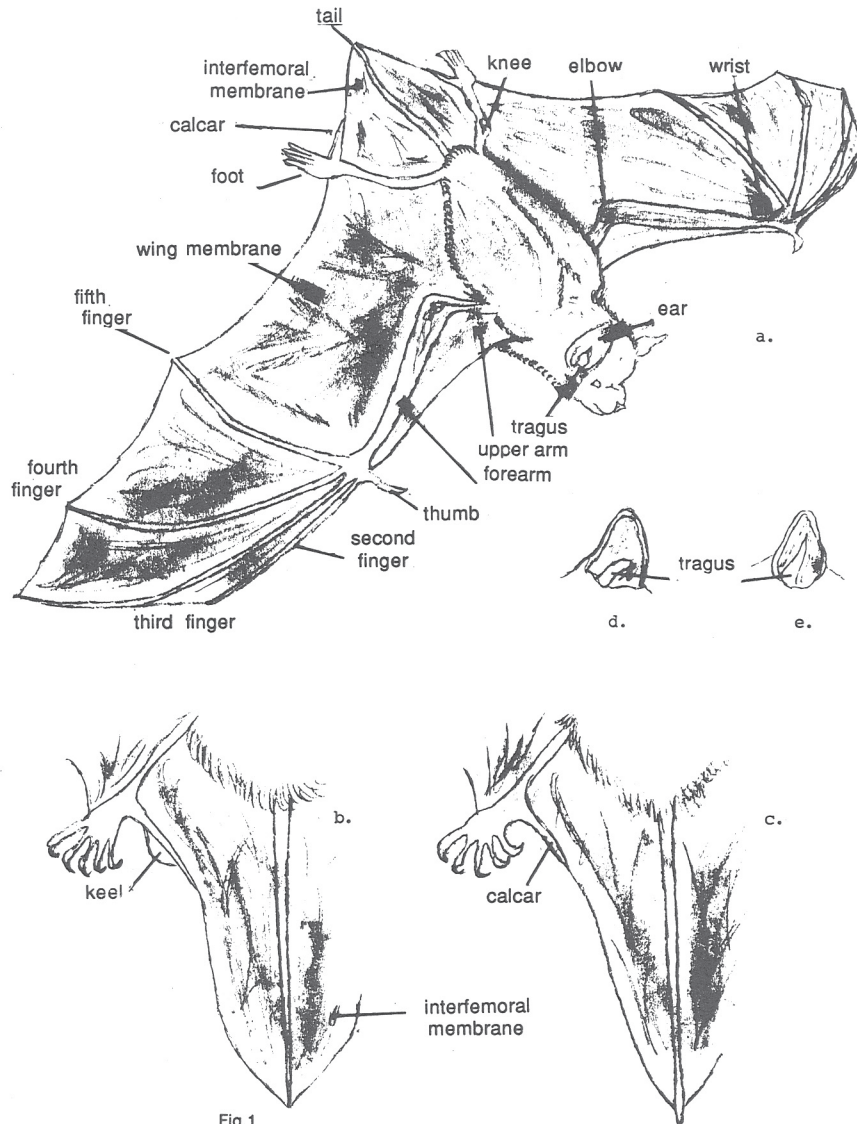 tail
interfemoral
membrane
knee
elbow
wrist
calcar
foot
wing membrane
fifth
finger
ear
a.
tragus
upper arm
forearm
fourth
finger
thumb
second
finger
third finger
tragus
d.
e.
b.
c.
keel
calcar
interfemoral
membrane
Fig 1